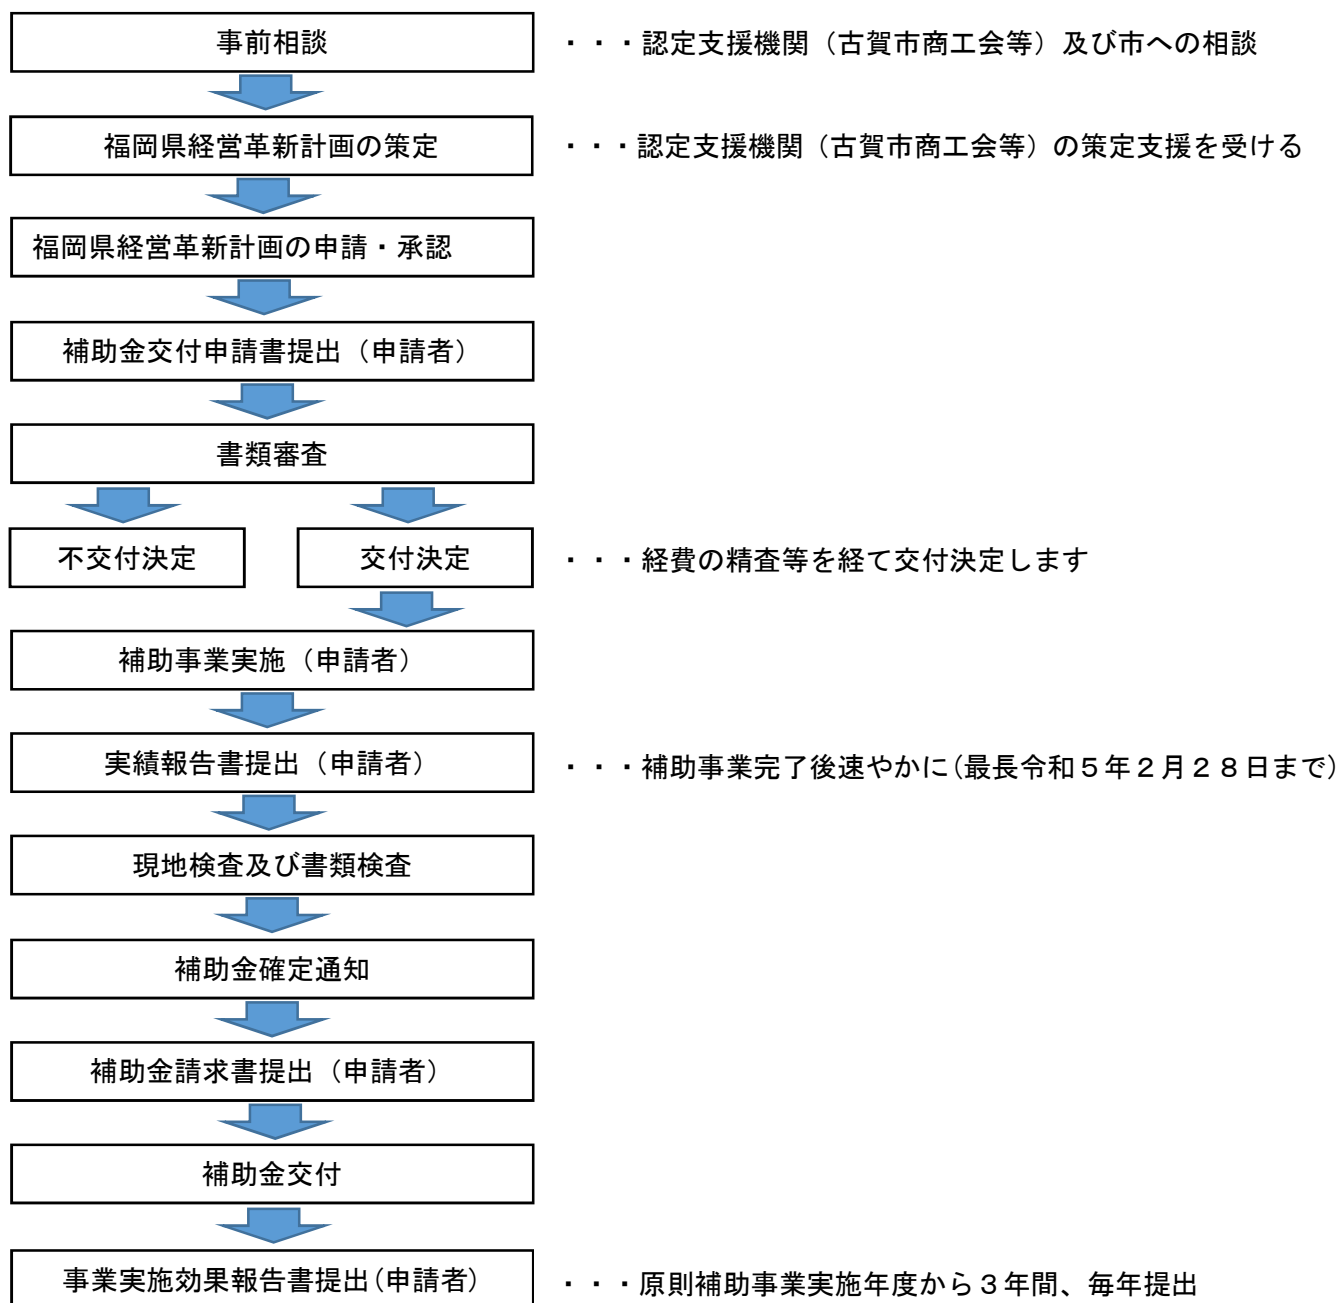 事前相談 ・・・認定支援機関（古賀市商工会等）及び市への相談
福岡県経営革新計画の策定 ・・・認定支援機関（古賀市商工会等）の策定支援を受ける
福岡県経営革新計画の申請・承認
補助金交付申請書提出（申請者）
書類審査
不交付決定 交付決定 ・・・経費の精査等を経て交付決定します
補助事業実施（申請者）
実績報告書提出（申請者） ・・・補助事業完了後速やかに(最長令和５年２月２８日まで)
現地検査及び書類検査
補助金確定通知
補助金請求書提出（申請者）
補助金交付
事業実施効果報告書提出(申請者) ・・・原則補助事業実施年度から３年間、毎年提出